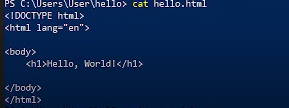 PS C:\Users\User\hello> cat hello.html
<!DOCTYPE html>
<html lang="en">

<body>
    <h1>Hello, World!</h1>

</body>
</html>